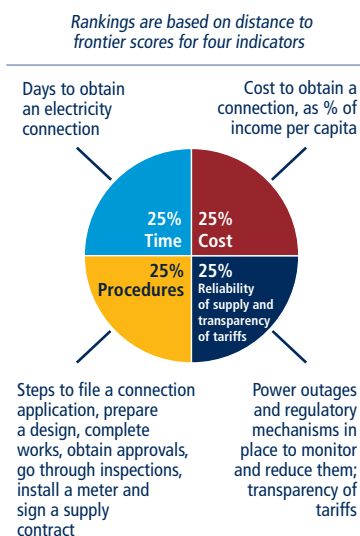 Rankings are based on distance to
frontier scores for four indicators
Days to obtain
an electricity
connection
Cost to obtain a
connection, as % of
income per capita
25%
Time
25%
Cost
25%
Procedures
25%
Reliability
of supply and
transparency
of tariffs
Steps to file a connection
application, prepare
a design, complete
works, obtain approvals,
go through inspections,
install a meter and
sign a supply
contract
Power outages
and regulatory
mechanisms in
place to monitor
and reduce them;
transparency of
tariffs